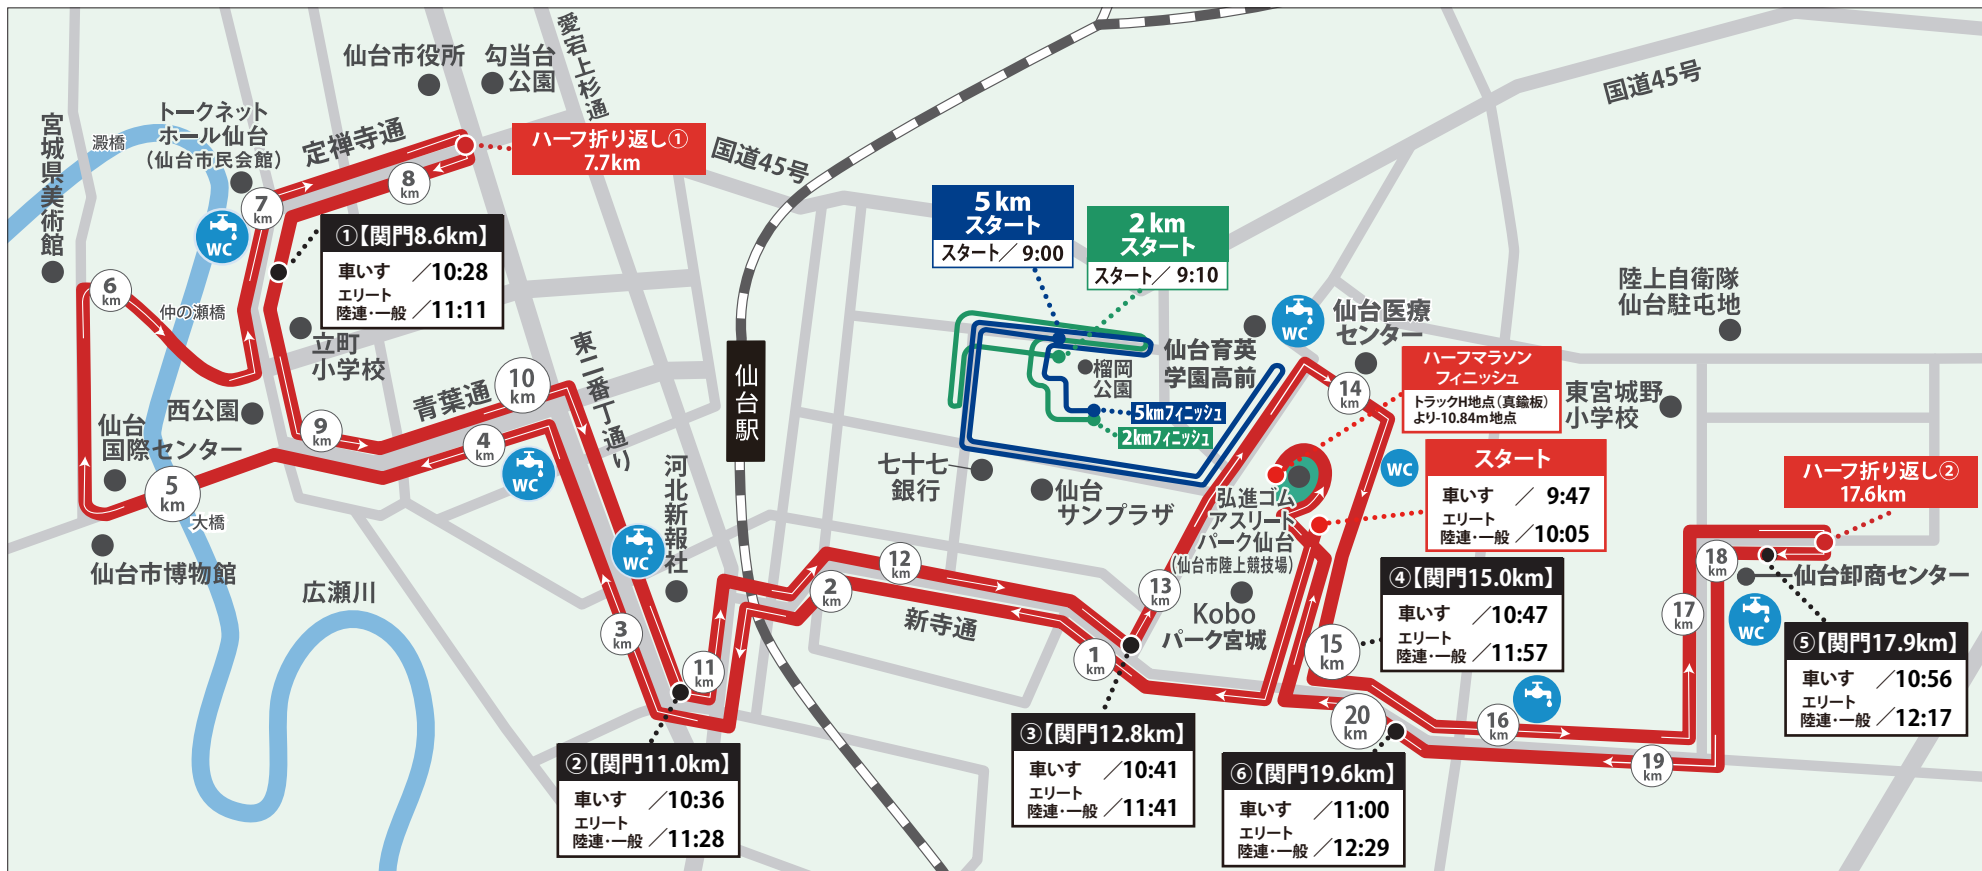 仙台市役所
勾当台
公園
愛宕上杉通
国道45号
国道45号
トークネット
ホール仙台
(仙台市民会館)
宮城県美術館
澱橋
定禅寺通
ハーフ折り返し①
7.7km
8
km
7
km
WC
①【関門8.6km】
車いす ／10:28
エリート
陸連・一般 ／11:11
6
km
仲の瀬橋
立町
小学校
5km
スタート
スタート／9:00
2km
スタート
スタート／9:10
榴岡
公園
5kmフィニッシュ
2kmフィニッシュ
仙台育英
学園高前
WC
仙台医療
センター
陸上自衛隊
仙台駐屯地
ハーフマラソン
フィニッシュ
トラックH地点（真鍮板）
より-10.84m地点
東宮城野
小学校
14
km
WC
スタート
車いす ／ 9:47
エリート
陸連・一般 ／10:05
ハーフ折り返し②
17.6km
東二番丁通り
仙台駅
10
km
青葉通
西公園
9
km
4
km
WC
仙台
国際センター
5
km
大橋
仙台市博物館
広瀬川
WC
河北新報社
七十七
銀行
仙台
サンプラザ
弘進ゴム
アスリート
パーク仙台
(仙台市陸上競技場)
Kobo
パーク宮城
12
km
2
km
新寺通
13
km
1
km
3
km
11
km
④【関門15.0km】
車いす ／10:47
エリート
陸連・一般 ／11:57
15
km
18
km
仙台卸商センター
WC
17
km
⑤【関門17.9km】
車いす ／10:56
エリート
陸連・一般 ／12:17
16
km
20
km
19
km
②【関門11.0km】
車いす ／10:36
エリート
陸連・一般 ／11:28
③【関門12.8km】
車いす ／10:41
エリート
陸連・一般 ／11:41
⑥【関門19.6km】
車いす ／11:00
エリート
陸連・一般 ／12:29